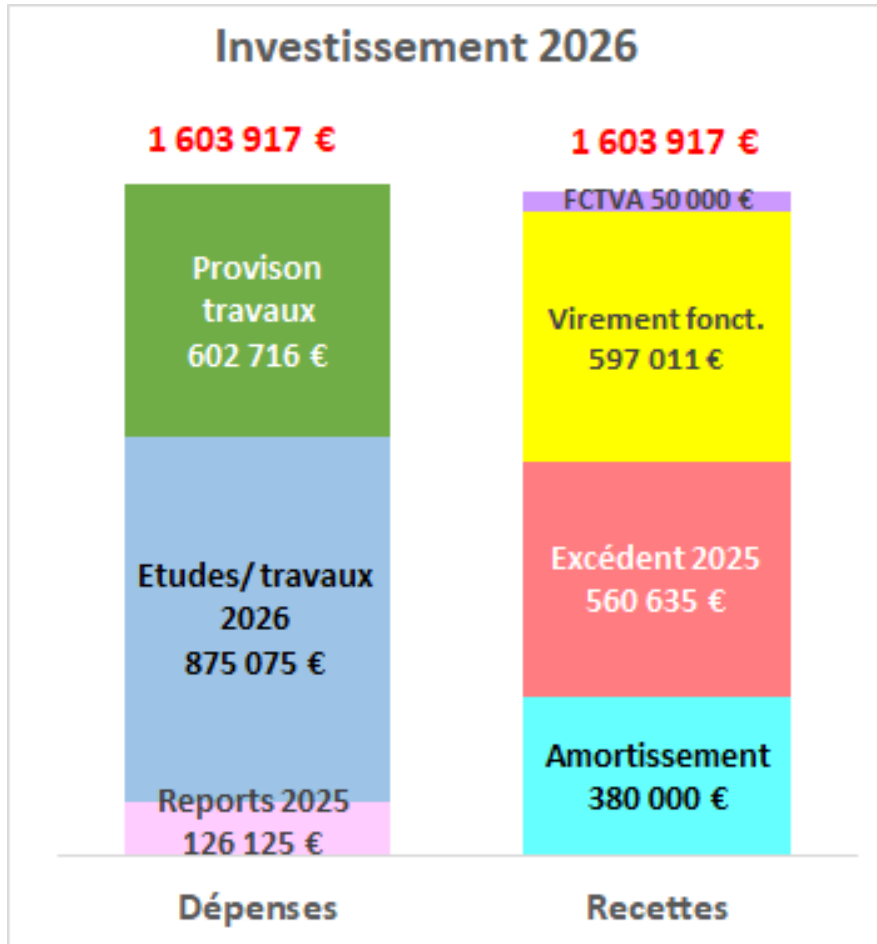 Investissement 2026
1 603 917 €
1 603 917 €
Provison
travaux
602 716 €
Etudes/ travaux
2026
875 075 €
Reports 2025
126 125 €
FCTVA 50 000 €
Virement fonct.
597 011 €
Excédent 2025
560 635 €
Amortissement
380 000 €
Dépenses
Recettes